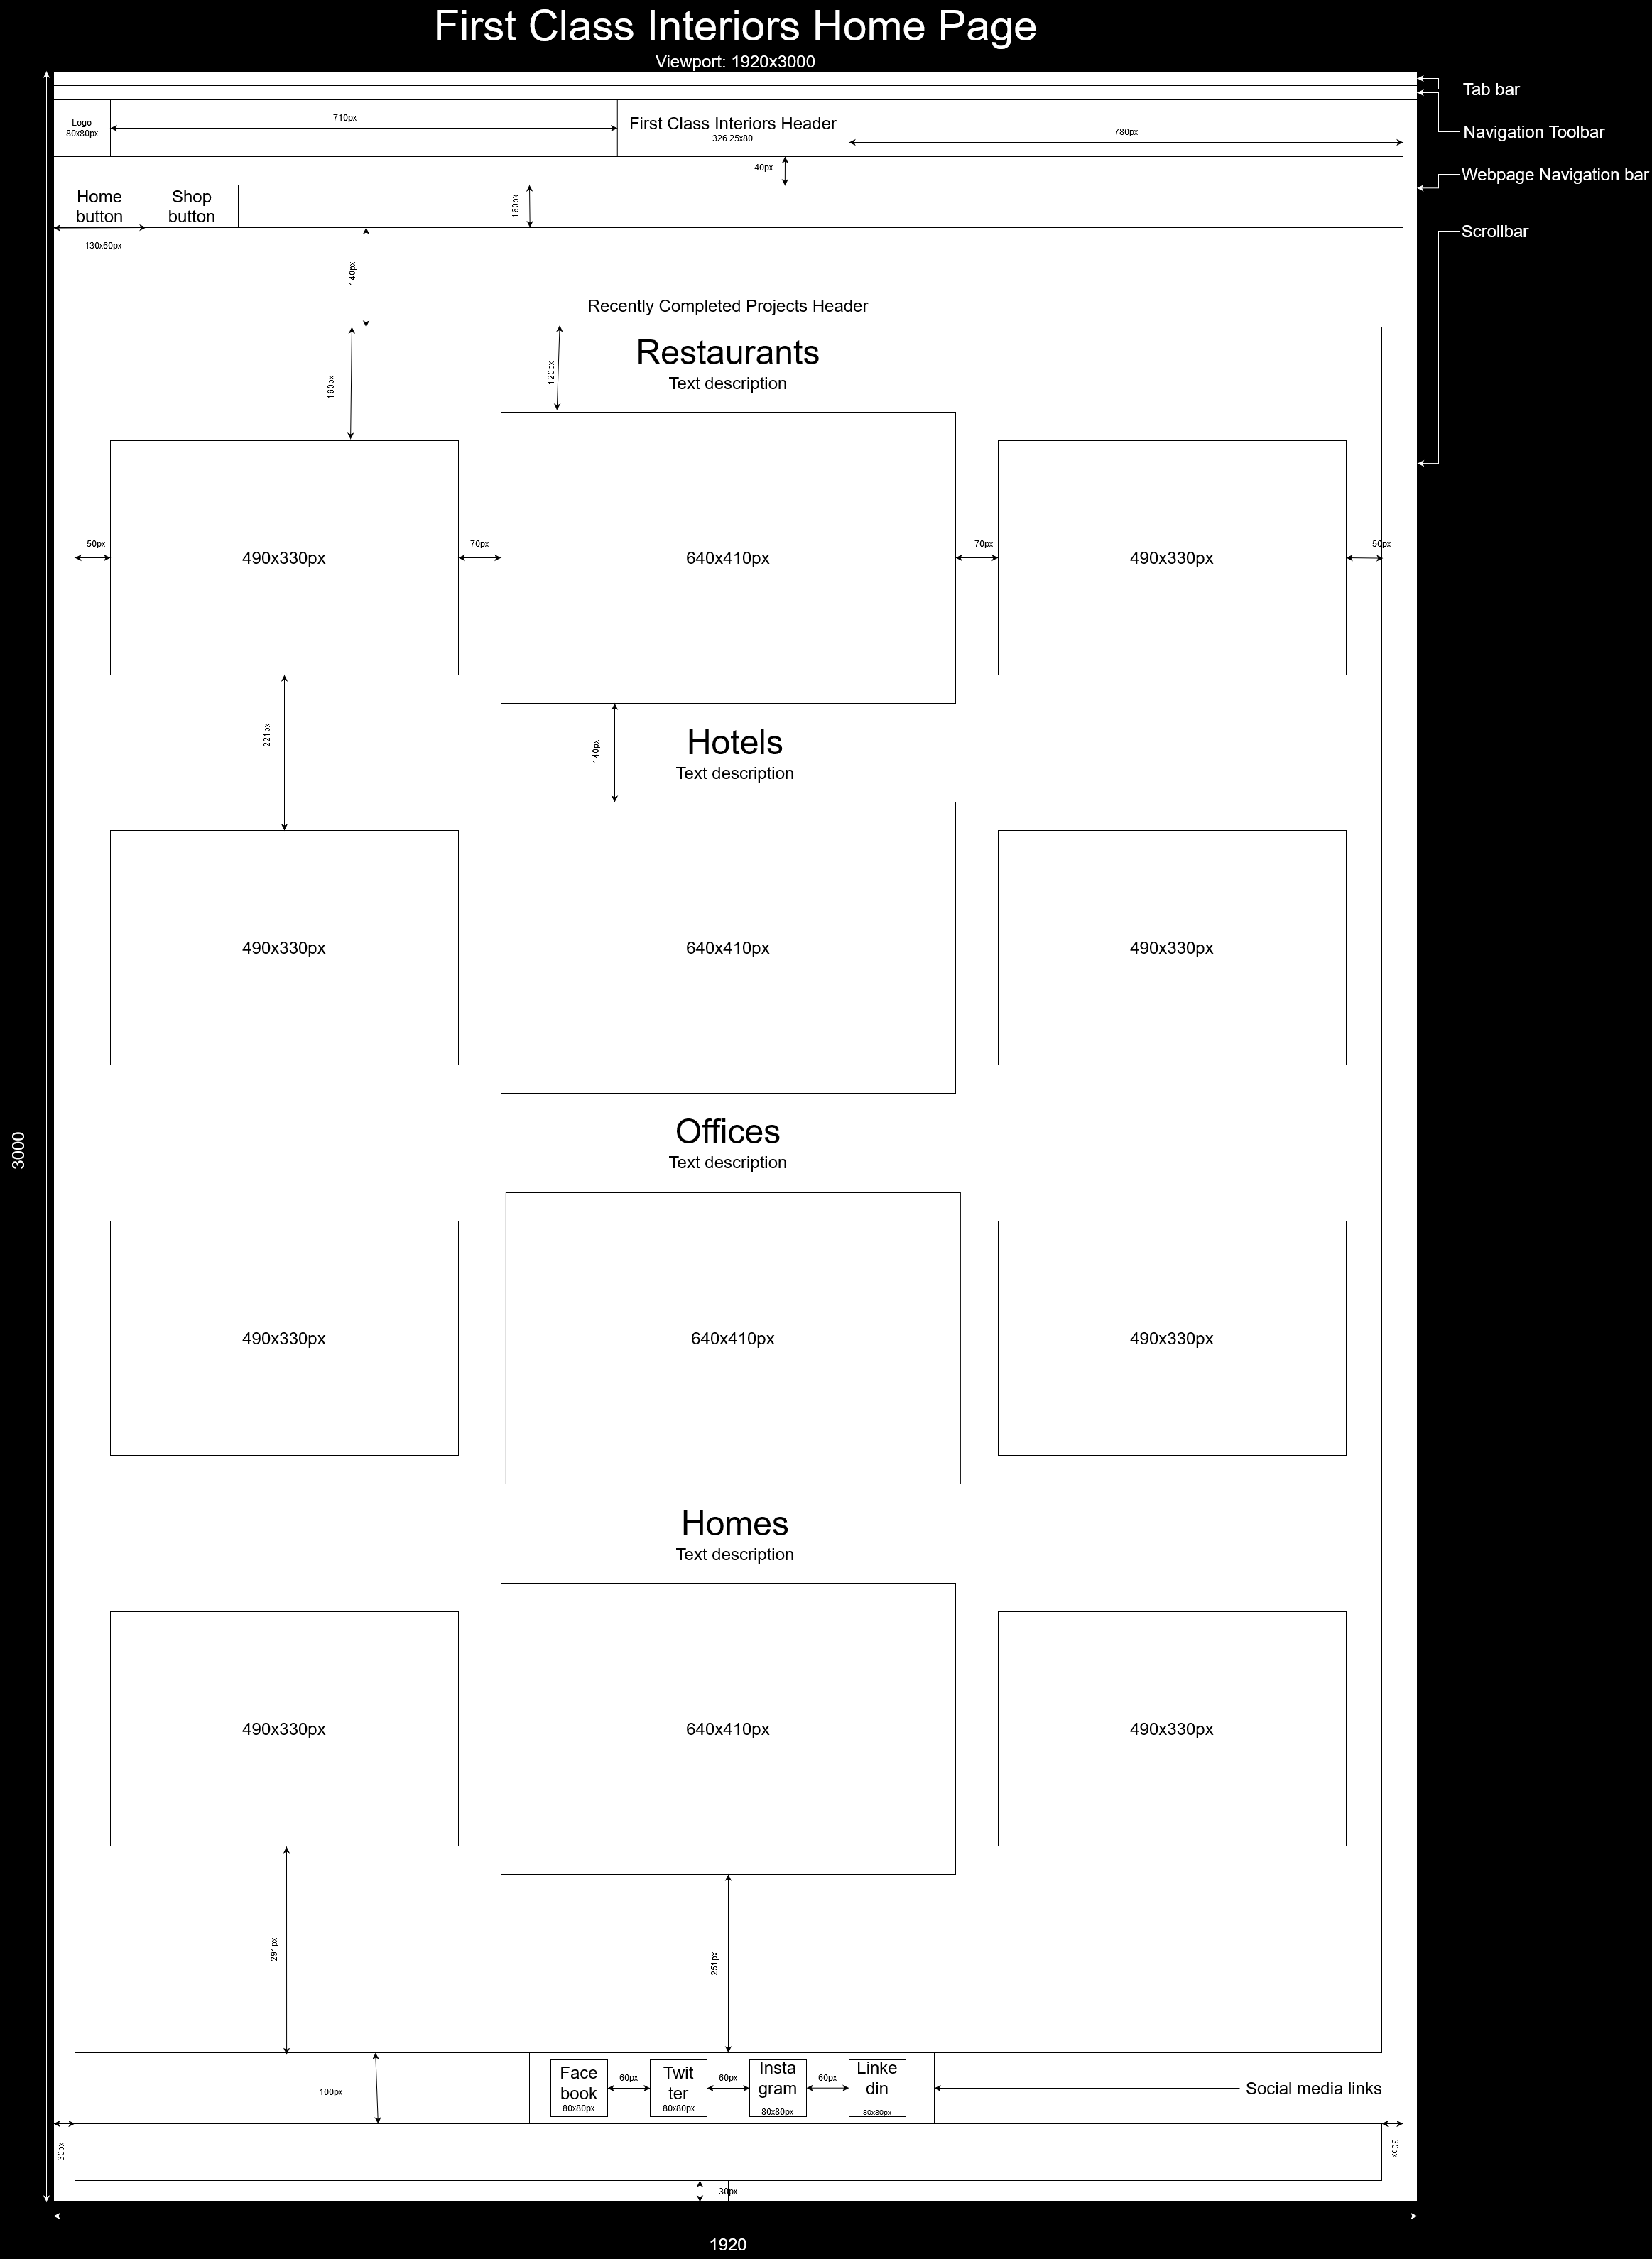 First Class Interiors Home Page
Viewport: 1920x3000
Tab bar
Navigation Toolbar
Webpage Navigation bar
Scrollbar
Logo
80x80px
710px
First Class Interiors Header
326.25x80
780px
40px
Home
button
Shop
button
160px
130x60px
140px
Recently Completed Projects Header
Restaurants
Text description
160px
120px
50px
490x330px
70px
640x410px
70px
490x330px
50px
221px
140px
Hotels
Text description
490x330px
640x410px
490x330px
3000
Offices
Text description
490x330px
640x410px
490x330px
Homes
Text description
490x330px
640x410px
490x330px
291px
251px
100px
Face
book
80x80px
60px
Twit
ter
80x80px
60px
Insta
gram
80x80px
60px
Linke
din
80x80px
Social media links
30px
30px
30px
1920